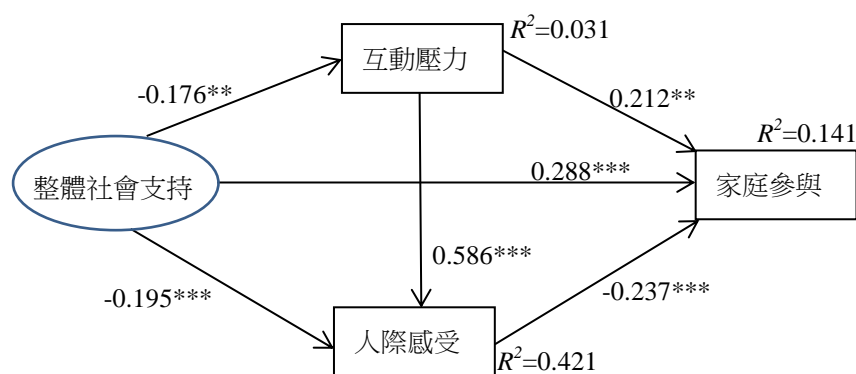 R²=0.031
互動壓力
-0.176**
0.212**
R²=0.141
整體社會支持
0.288***
家庭參與
0.586***
-0.195***
-0.237***
人際感受
R²=0.421